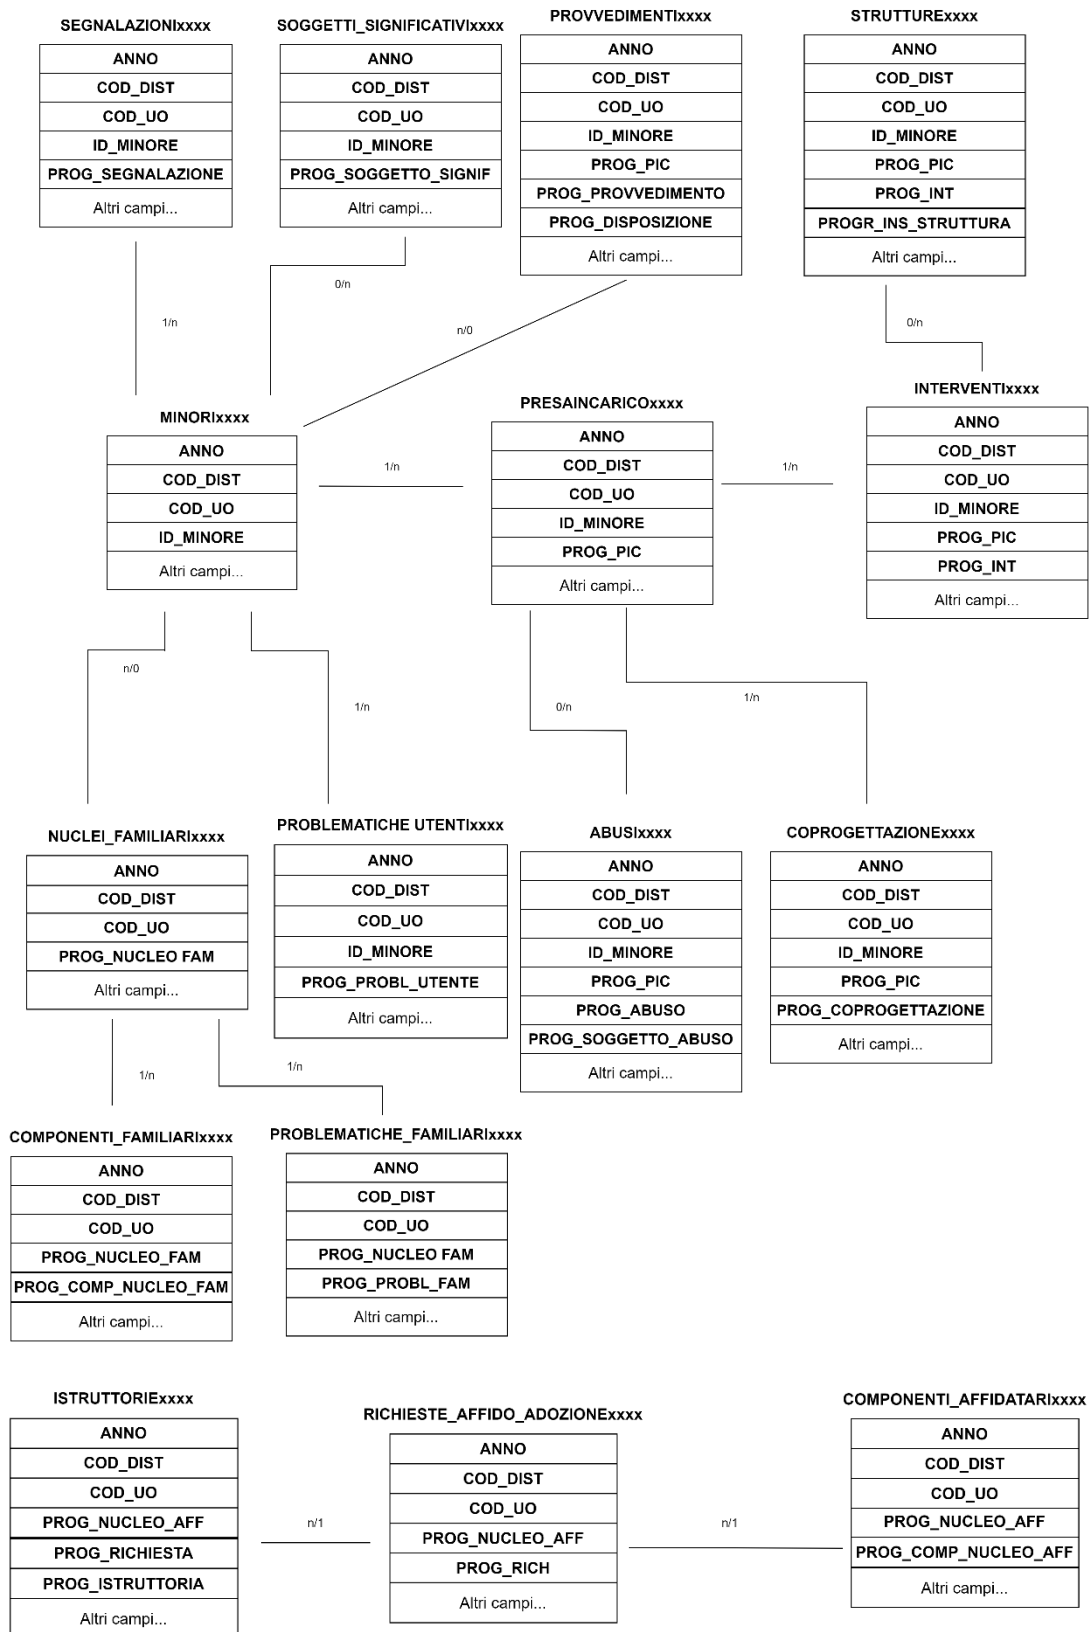 SEGNALAZIONIxxxx
ANNO
COD_DIST
COD_UO
ID_MINORE
PROG_SEGNALAZIONE
Altri campi...
SOGGETTI_SIGNIFICATIVIxxxx
ANNO
COD_DIST
COD_UO
ID_MINORE
PROG_SOGGETTO_SIGNIF
Altri campi...
PROVVEDIMENTIxxxx
ANNO
COD_DIST
COD_UO
ID_MINORE
PROG_PIC
PROG_PROVVEDIMENTO
PROG_DISPOSIZIONE
Altri campi...
STRUTTURExxxx
ANNO
COD_DIST
COD_UO
ID_MINORE
PROG_PIC
PROG_INT
PROGR_INS_STRUTTURA
Altri campi...
1/n
0/n
n/0
0/n
MINORIxxxx
ANNO
COD_DIST
COD_UO
ID_MINORE
Altri campi...
1/n
PRESAINCARICOxxxx
ANNO
COD_DIST
COD_UO
ID_MINORE
PROG_PIC
Altri campi...
1/n
INTERVENTIxxxx
ANNO
COD_DIST
COD_UO
ID_MINORE
PROG_PIC
PROG_INT
Altri campi...
n/0
1/n
0/n
1/n
NUCLEI_FAMILIARIxxxx
ANNO
COD_DIST
COD_UO
PROG_NUCLEO FAM
Altri campi...
PROBLEMATICHE UTENTIxxxx
ANNO
COD_DIST
COD_UO
ID_MINORE
PROG_PROBL_UTENTE
Altri campi...
ABUSIxxxx
ANNO
COD_DIST
COD_UO
ID_MINORE
PROG_PIC
PROG_ABUSO
PROG_SOGGETTO_ABUSO
Altri campi...
COPROGETTAZIONExxxx
ANNO
COD_DIST
COD_UO
ID_MINORE
PROG_PIC
PROG_COPROGETTAZIONE
Altri campi...
1/n
1/n
COMPONENTI_FAMILIARIxxxx
ANNO
COD_DIST
COD_UO
PROG_NUCLEO_FAM
PROG_COMP_NUCLEO_FAM
Altri campi...
PROBLEMATICHE_FAMILIARIxxxx
ANNO
COD_DIST
COD_UO
PROG_NUCLEO FAM
PROG_PROBL_FAM
Altri campi...
ISTRUTTORIExxxx
ANNO
COD_DIST
COD_UO
PROG_NUCLEO_AFF
PROG_RICHIESTA
PROG_ISTRUTTORIA
Altri campi...
n/1
RICHIESTE_AFFIDO_ADOZIONExxxx
ANNO
COD_DIST
COD_UO
PROG_NUCLEO_AFF
PROG_RICH
Altri campi...
n/1
COMPONENTI_AFFIDATARIxxxx
ANNO
COD_DIST
COD_UO
PROG_NUCLEO_AFF
PROG_COMP_NUCLEO_AFF
Altri campi...